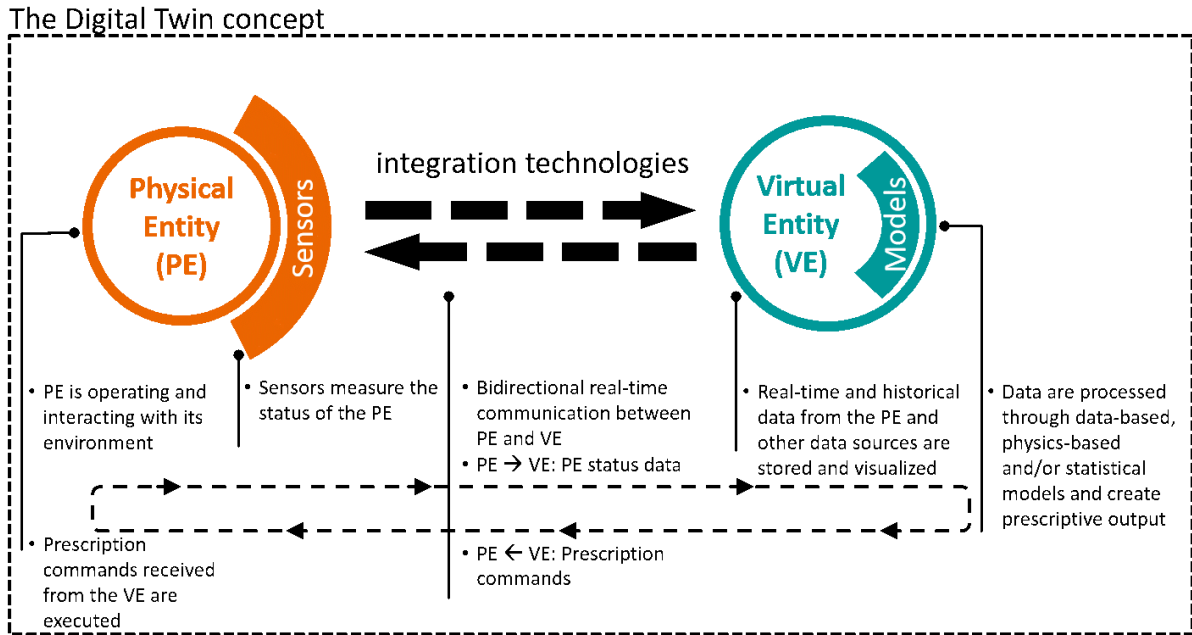 The Digital Twin concept
Physical
Entity
(PE)
Sensors
integration technologies
Virtual
Entity
(VE)
Models
• PE is operating and
interacting with its
environment
• Sensors measure the
status of the PE
• Bidirectional real-time
communication between
PE and VE
• PE → VE: PE status data
• Real-time and historical
data from the PE and
other data sources are
stored and visualized
• Data are processed
through data-based,
physics-based
and/or statistical
models and create
prescriptive output
• Prescription
commands received
from the VE are
executed
• PE ← VE: Prescription
commands